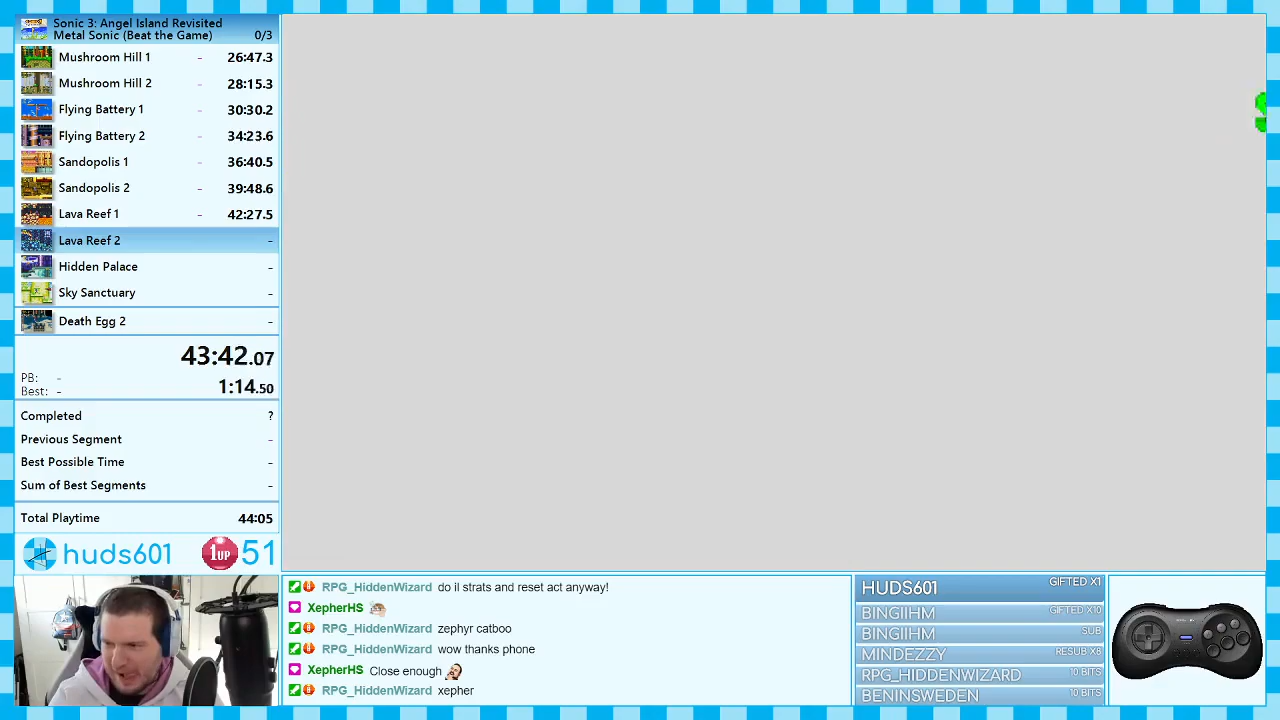 Sonic 3: Angel Island Revisited
Metal Sonic (Beat the Game) 0/3
Mushroom Hill 1 - 26:47.3
Mushroom Hill 2 - 28:15.3
Flying Battery 1 - 30:30.2
Flying Battery 2 - 34:23.6
Sandopolis 1 - 36:40.5
Sandopolis 2 - 39:48.6
Lava Reef 1 - 42:27.5
Lava Reef 2 -
Hidden Palace -
Sky Sanctuary -
Death Egg 2 -
43:42.07
PB: -
Best: - 1:14.50
Completed ?
Previous Segment -
Best Possible Time -
Sum of Best Segments -
Total Playtime 44:05
huds601 1UP 51
RPG_HiddenWizard do il strats and reset act anyway!
XepherHS
RPG_HiddenWizard zephyr catboo
RPG_HiddenWizard wow thanks phone
XepherHS Close enough
RPG_HiddenWizard xepher
HUDS601 GIFTED X1
BINGIIHM GIFTED X10
BINGIIHM SUB
MINDEZZY RESUB X8
RPG_HIDDENWIZARD 10 BITS
BENINSWEDEN 10 BITS